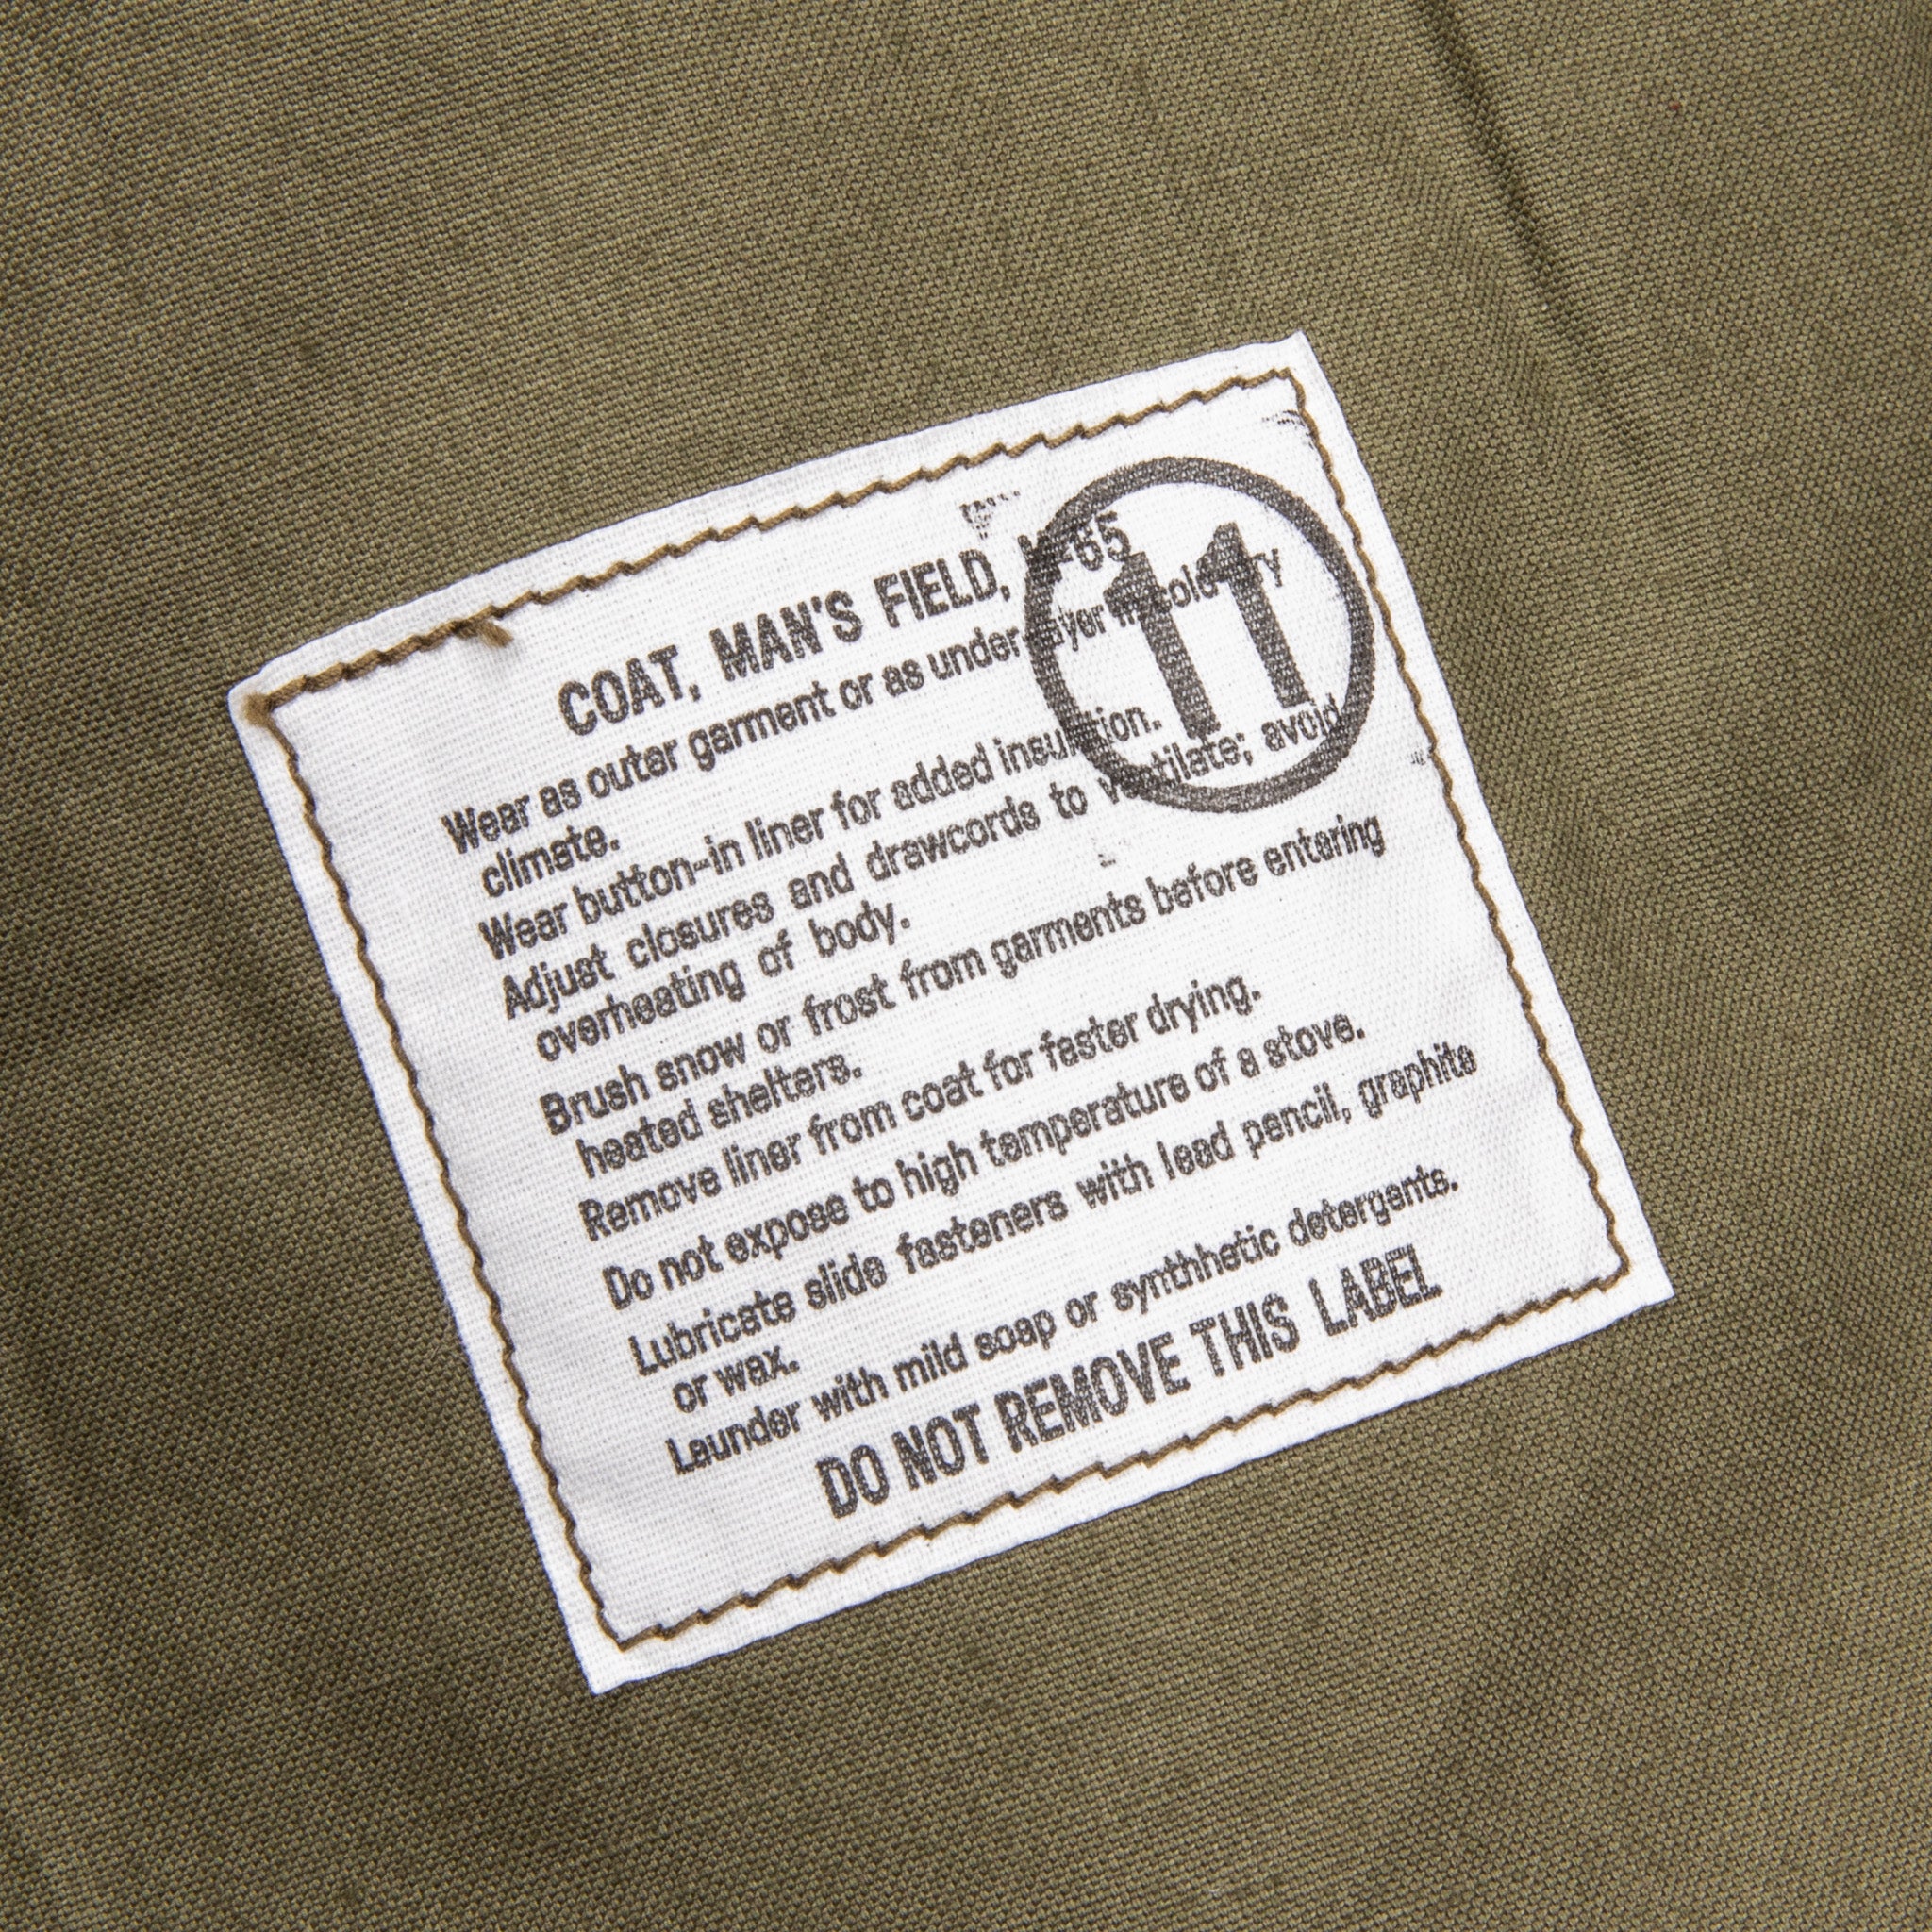 COAT, MAN'S FIELD, M-65
11
Wear as outer garment or as under layer in cold dry
climate.
Wear button-in liner for added insulation.
Adjust closures and drawcords to ventilate; avoid
overheating of body.
Brush snow or frost from garments before entering
heated shelters.
Remove liner from coat for faster drying.
Do not expose to high temperature of a stove.
Lubricate slide fasteners with lead pencil, graphite
or wax.
Launder with mild soap or synthhetic detergents.
DO NOT REMOVE THIS LABEL